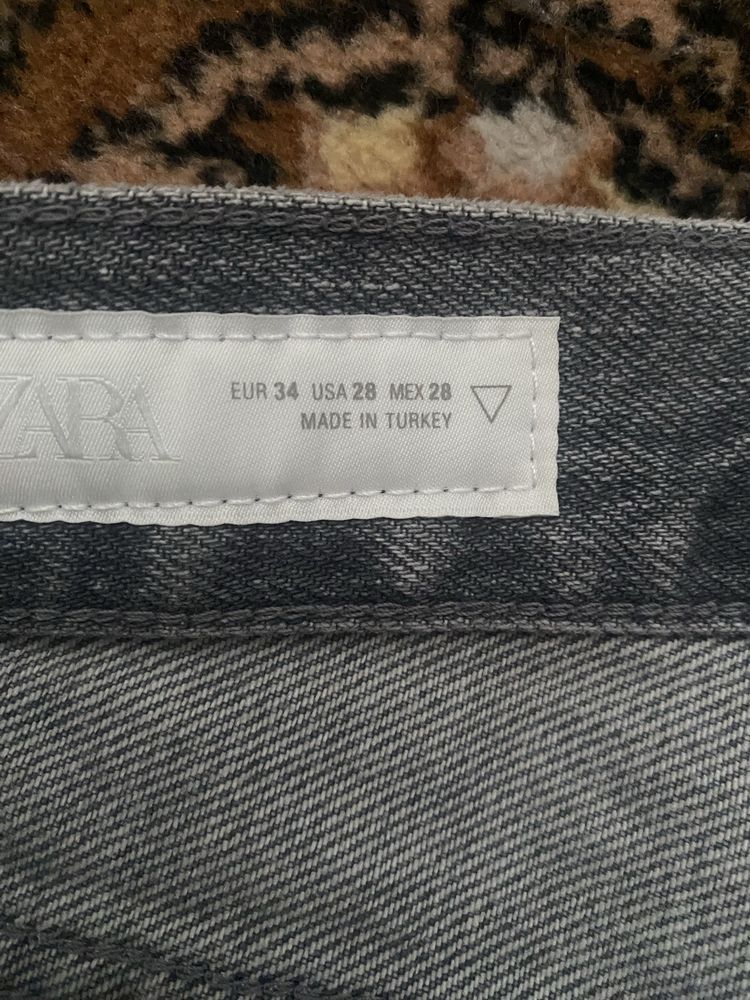 ZARA
EUR 34 USA 28 MEX 28
MADE IN TURKEY